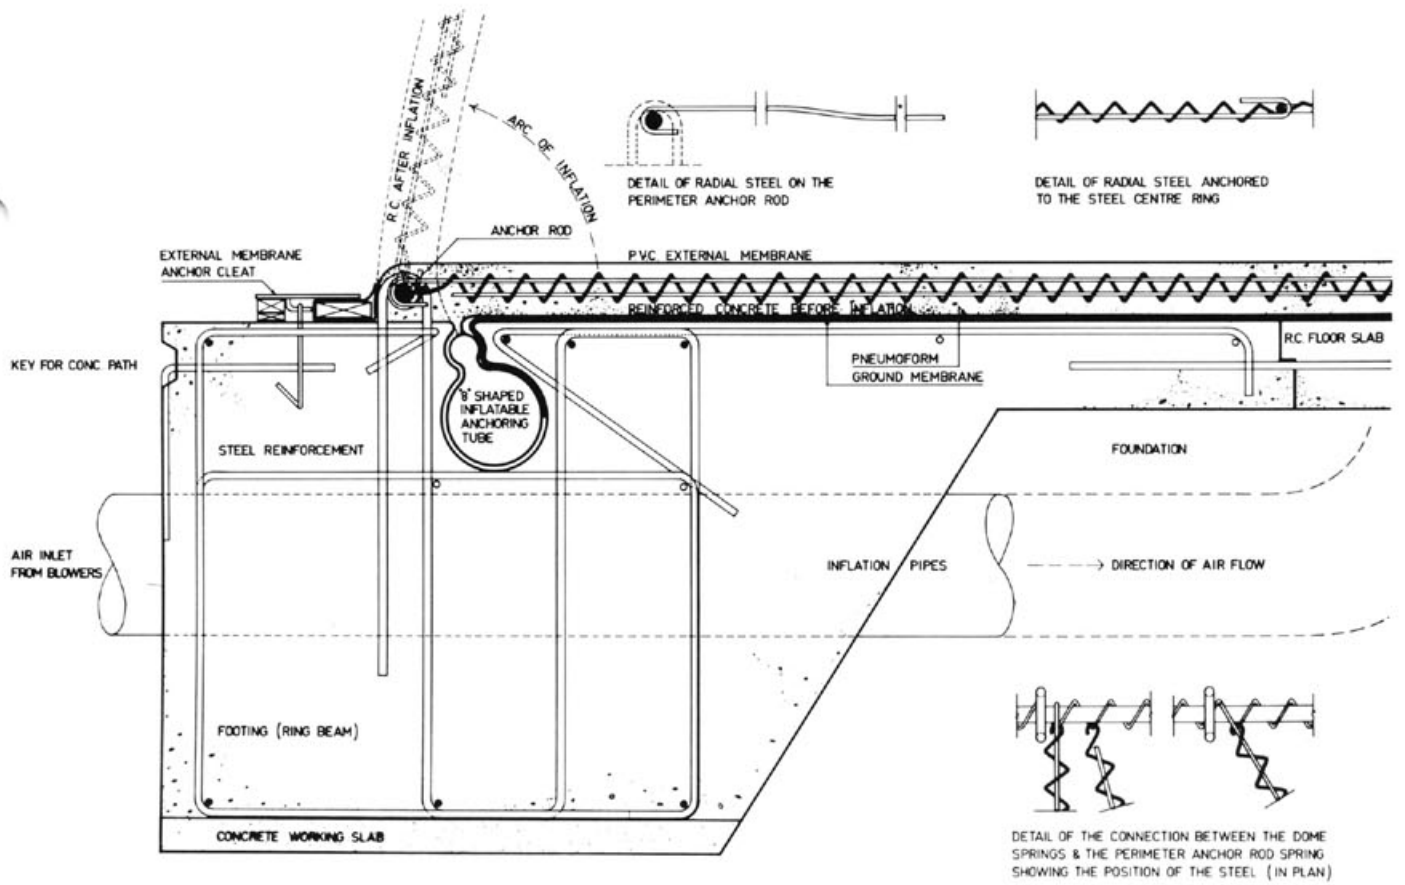 R.C. AFTER INFLATION
ARC OF INFLATION
DETAIL OF RADIAL STEEL ON THE
PERIMETER ANCHOR ROD
DETAIL OF RADIAL STEEL ANCHORED
TO THE STEEL CENTRE RING
ANCHOR ROD
EXTERNAL MEMBRANE
ANCHOR CLEAT
P.V.C. EXTERNAL MEMBRANE
REINFORCED CONCRETE BEFORE INFLATION
R.C. FLOOR SLAB
KEY FOR CONC. PATH
PNEUMOFORM
GROUND MEMBRANE
"8" SHAPED
INFLATABLE
ANCHORING
TUBE
STEEL REINFORCEMENT
FOUNDATION
AIR INLET
FROM BLOWERS
INFLATION PIPES
DIRECTION OF AIR FLOW
FOOTING (RING BEAM)
CONCRETE WORKING SLAB
DETAIL OF THE CONNECTION BETWEEN THE DOME
SPRINGS & THE PERIMETER ANCHOR ROD SPRING
SHOWING THE POSITION OF THE STEEL (IN PLAN)